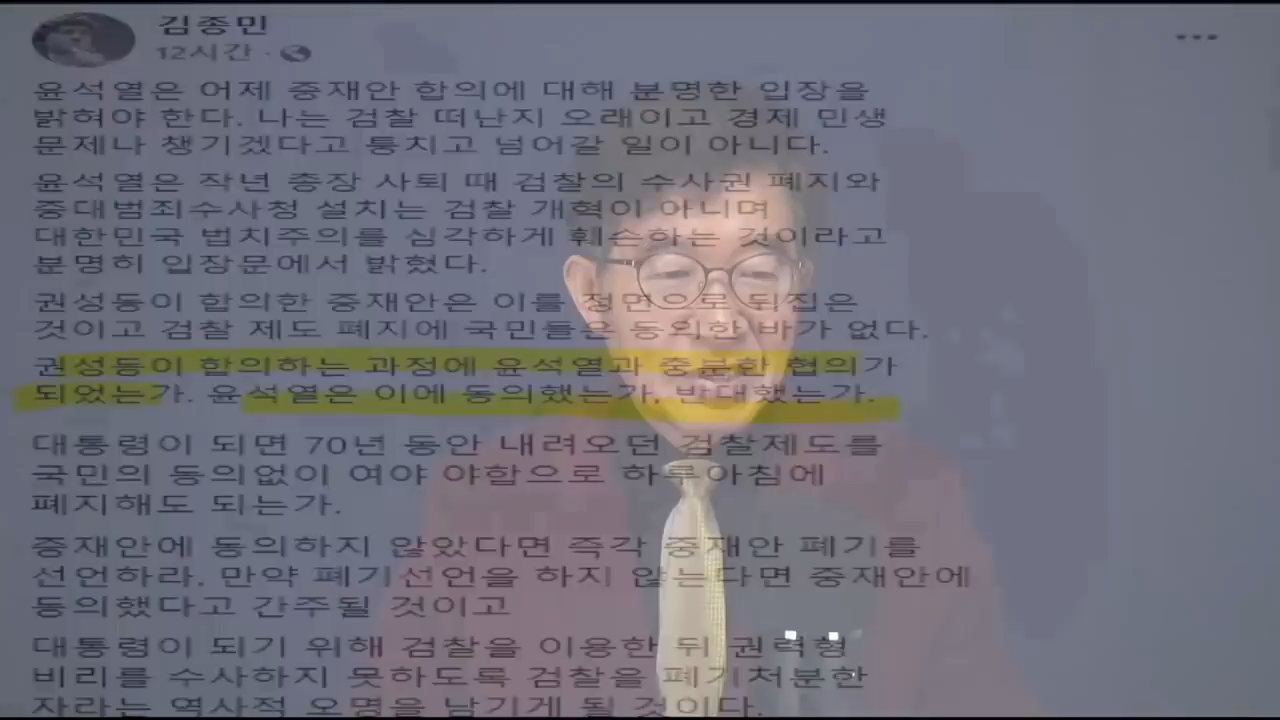 김종민
12시간 ·
윤석열은 어제 중재안 합의에 대해 분명한 입장을
밝혀야 한다. 나는 검찰 떠난지 오래이고 경제 민생
문제나 챙기겠다고 퉁치고 넘어갈 일이 아니다.
윤석열은 작년 총장 사퇴 때 검찰의 수사권 폐지와
중대범죄수사청 설치는 검찰 개혁이 아니며
대한민국 법치주의를 심각하게 훼손하는 것이라고
분명히 입장문에서 밝혔다.
권성동이 합의한 중재안은 이를 정면으로 뒤집은
것이고 검찰 제도 폐지에 국민들은 동의한 바가 없다.
권성동이 합의하는 과정에 윤석열과 충분한 협의가
되었는가. 윤석열은 이에 동의했는가, 반대했는가.
대통령이 되면 70년 동안 내려오던 검찰제도를
국민의 동의없이 여야 야합으로 하루아침에
폐지해도 되는가.
중재안에 동의하지 않았다면 즉각 중재안 폐기를
선언하라. 만약 폐기선언을 하지 않는다면 중재안에
동의했다고 간주될 것이고
대통령이 되기 위해 검찰을 이용한 뒤 권력형
비리를 수사하지 못하도록 검찰을 폐기처분한
자라는 역사적 오명을 남기게 될 것이다.